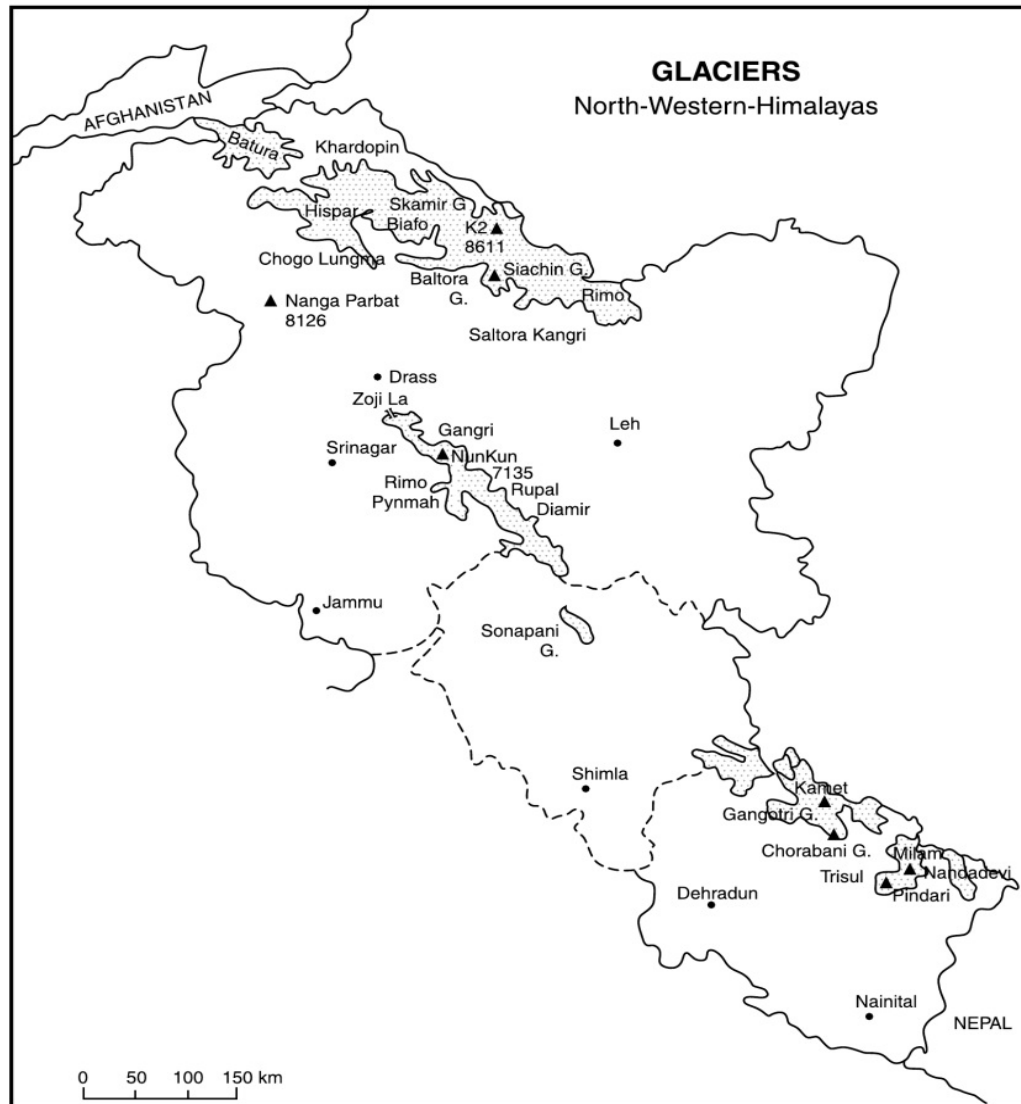 GLACIERS
North-Western-Himalayas
AFGHANISTAN
Batura
Khardopin
Hispar
Skamir G
Biafo
K2
8611
Chogo Lungma
Baltora
G.
Siachin G.
Rimo
Nanga Parbat
8126
Saltora Kangri
Drass
Zoji La
Gangri
Leh
Srinagar
NunKun
7135
Rimo
Pynmah
Rupal
Diamir
Jammu
Sonapani
G.
Shimla
Kamet
Gangotri G.
Chorabani G.
Milam
Trisul
Nandadevi
Pindari
Dehradun
Nainital
NEPAL
0 50 100 150 km